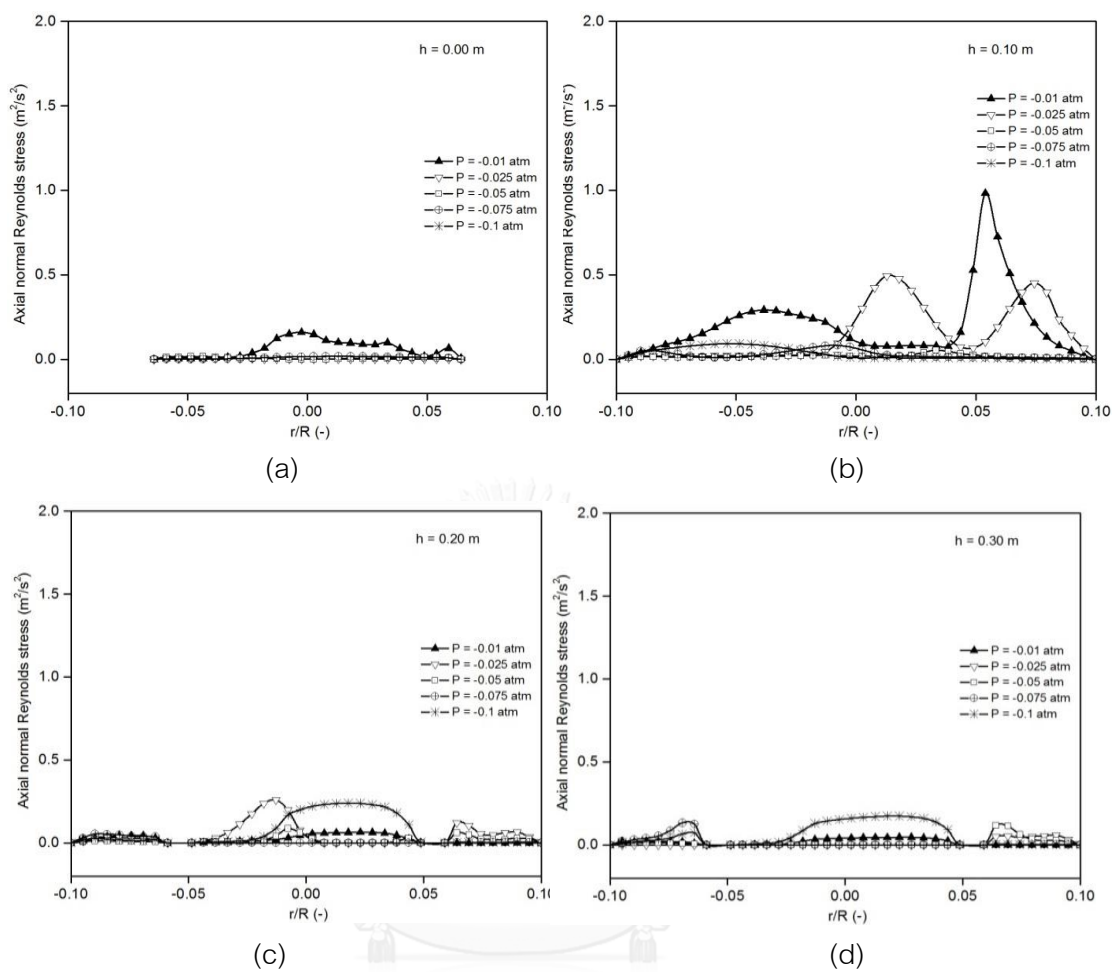 2.0
1.5
1.0
0.5
0.0
Axial normal Reynolds stress (m²/s²)
h = 0.00 m
P = -0.01 atm
P = -0.025 atm
P = -0.05 atm
P = -0.075 atm
P = -0.1 atm
-0.10 -0.05 0.00 0.05 0.10
r/R (-)
(a)
2.0
1.5
1.0
0.5
0.0
Axial normal Reynolds stress (m²/s²)
h = 0.10 m
P = -0.01 atm
P = -0.025 atm
P = -0.05 atm
P = -0.075 atm
P = -0.1 atm
-0.10 -0.05 0.00 0.05 0.10
r/R (-)
(b)
2.0
1.5
1.0
0.5
0.0
Axial normal Reynolds stress (m²/s²)
h = 0.20 m
P = -0.01 atm
P = -0.025 atm
P = -0.05 atm
P = -0.075 atm
P = -0.1 atm
-0.10 -0.05 0.00 0.05 0.10
r/R (-)
(c)
2.0
1.5
1.0
0.5
0.0
Axial normal Reynolds stress (m²/s²)
h = 0.30 m
P = -0.01 atm
P = -0.025 atm
P = -0.05 atm
P = -0.075 atm
P = -0.1 atm
-0.10 -0.05 0.00 0.05 0.10
r/R (-)
(d)